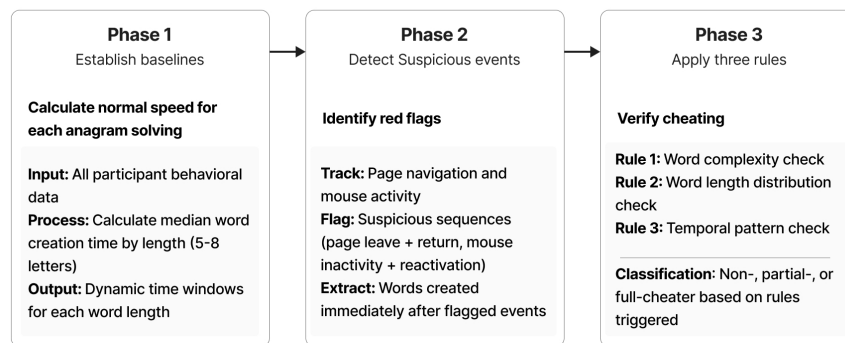 Phase 1
Establish baselines
Calculate normal speed for
each anagram solving
Input: All participant behavioral
data
Process: Calculate median word
creation time by length (5-8
letters)
Output: Dynamic time windows
for each word length
Phase 2
Detect Suspicious events
Identify red flags
Track: Page navigation and
mouse activity
Flag: Suspicious sequences
(page leave + return, mouse
inactivity + reactivation)
Extract: Words created
immediately after flagged events
Phase 3
Apply three rules
Verify cheating
Rule 1: Word complexity check
Rule 2: Word length distribution
check
Rule 3: Temporal pattern check
Classification: Non-, partial-, or
full-cheater based on rules
triggered